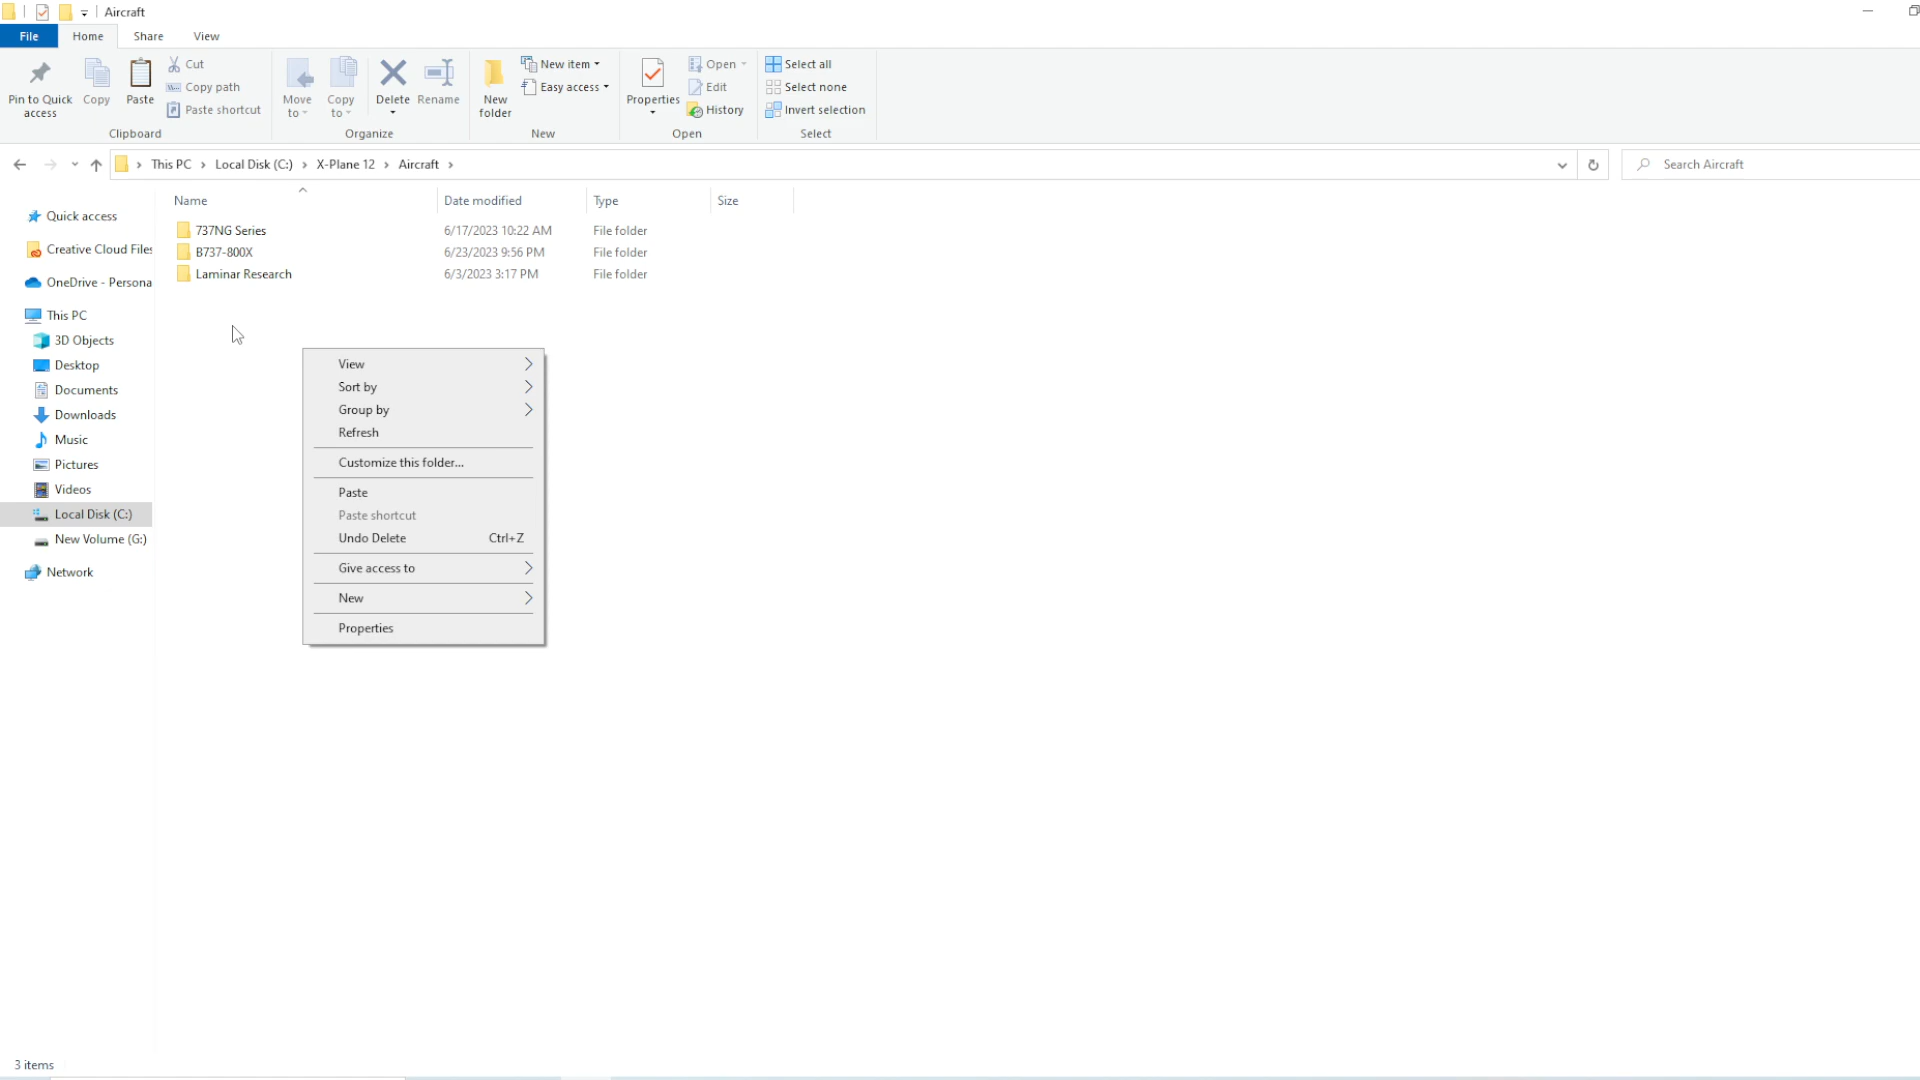 Aircraft
File Home Share View
Pin to Quick access
Copy
Paste
Cut
Copy path
Paste shortcut
Clipboard
Move to
Copy to
Delete
Rename
Organize
New folder
New item
Easy access
New
Properties
Open
Edit
History
Open
Select all
Select none
Invert selection
Select
This PC › Local Disk (C:) › X-Plane 12 › Aircraft ›
Search Aircraft
Name Date modified Type Size
737NG Series 6/17/2023 10:22 AM File folder
B737-800X 6/23/2023 9:56 PM File folder
Laminar Research 6/3/2023 3:17 PM File folder
Quick access
Creative Cloud Files
OneDrive - Persona
This PC
3D Objects
Desktop
Documents
Downloads
Music
Pictures
Videos
Local Disk (C:)
New Volume (G:)
Network
View
Sort by
Group by
Refresh
Customize this folder...
Paste
Paste shortcut
Undo Delete Ctrl+Z
Give access to
New
Properties
3 items